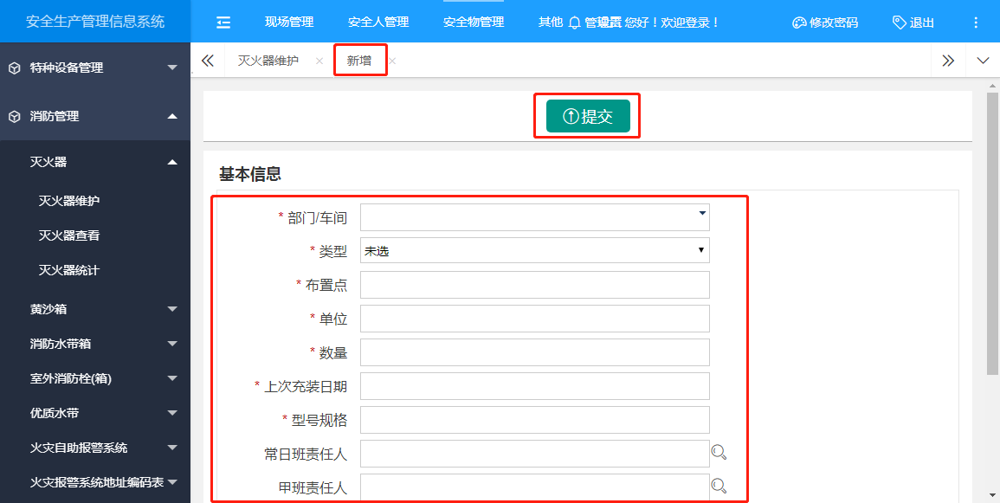 安全生产管理信息系统
现场管理
安全人管理
安全物管理
其他
您好！欢迎登录！
修改密码
退出
特种设备管理
消防管理
灭火器
灭火器维护
灭火器查看
灭火器统计
黄沙箱
消防水带箱
室外消防栓(箱)
优质水带
火灾自助报警系统
火灾报警系统地址编码表
灭火器维护 ×
新增 ×
提交
基本信息
* 部门/车间
* 类型 未选
* 布置点
* 单位
* 数量
* 上次充装日期
* 型号规格
常日班责任人
甲班责任人